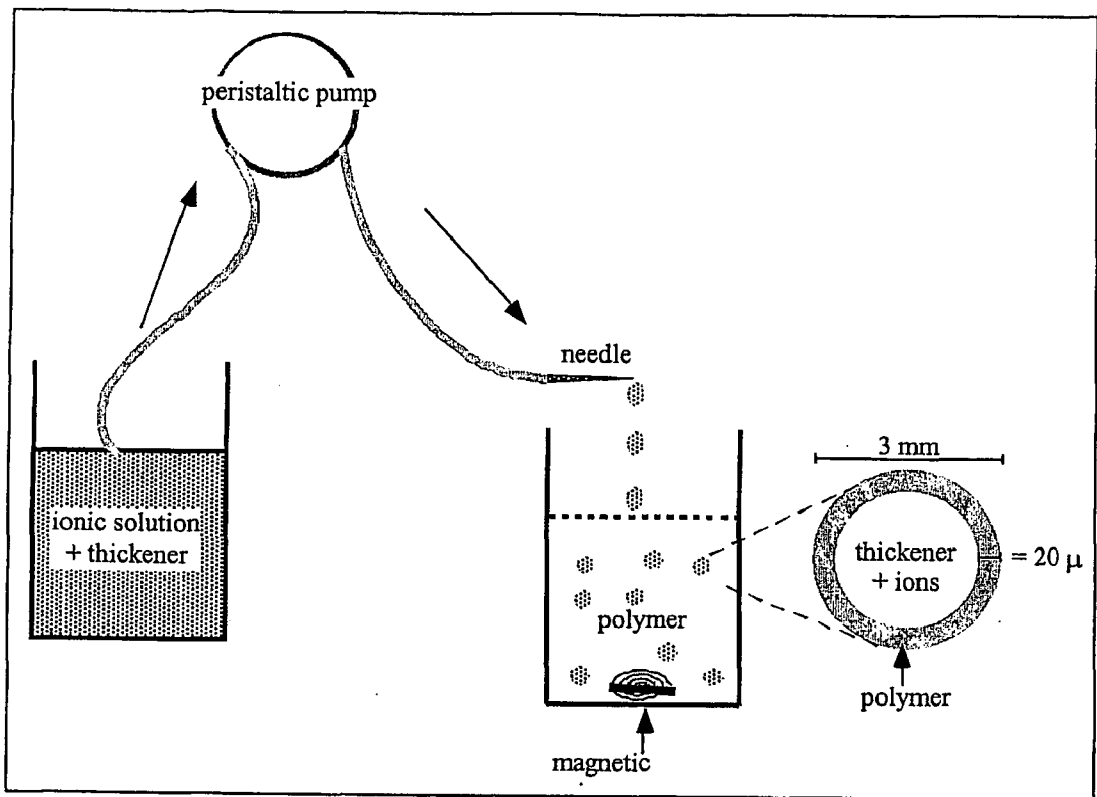 peristaltic pump
needle
ionic solution
+ thickener
polymer
3 mm
thickener
+ ions
= 20 μ
polymer
magnetic